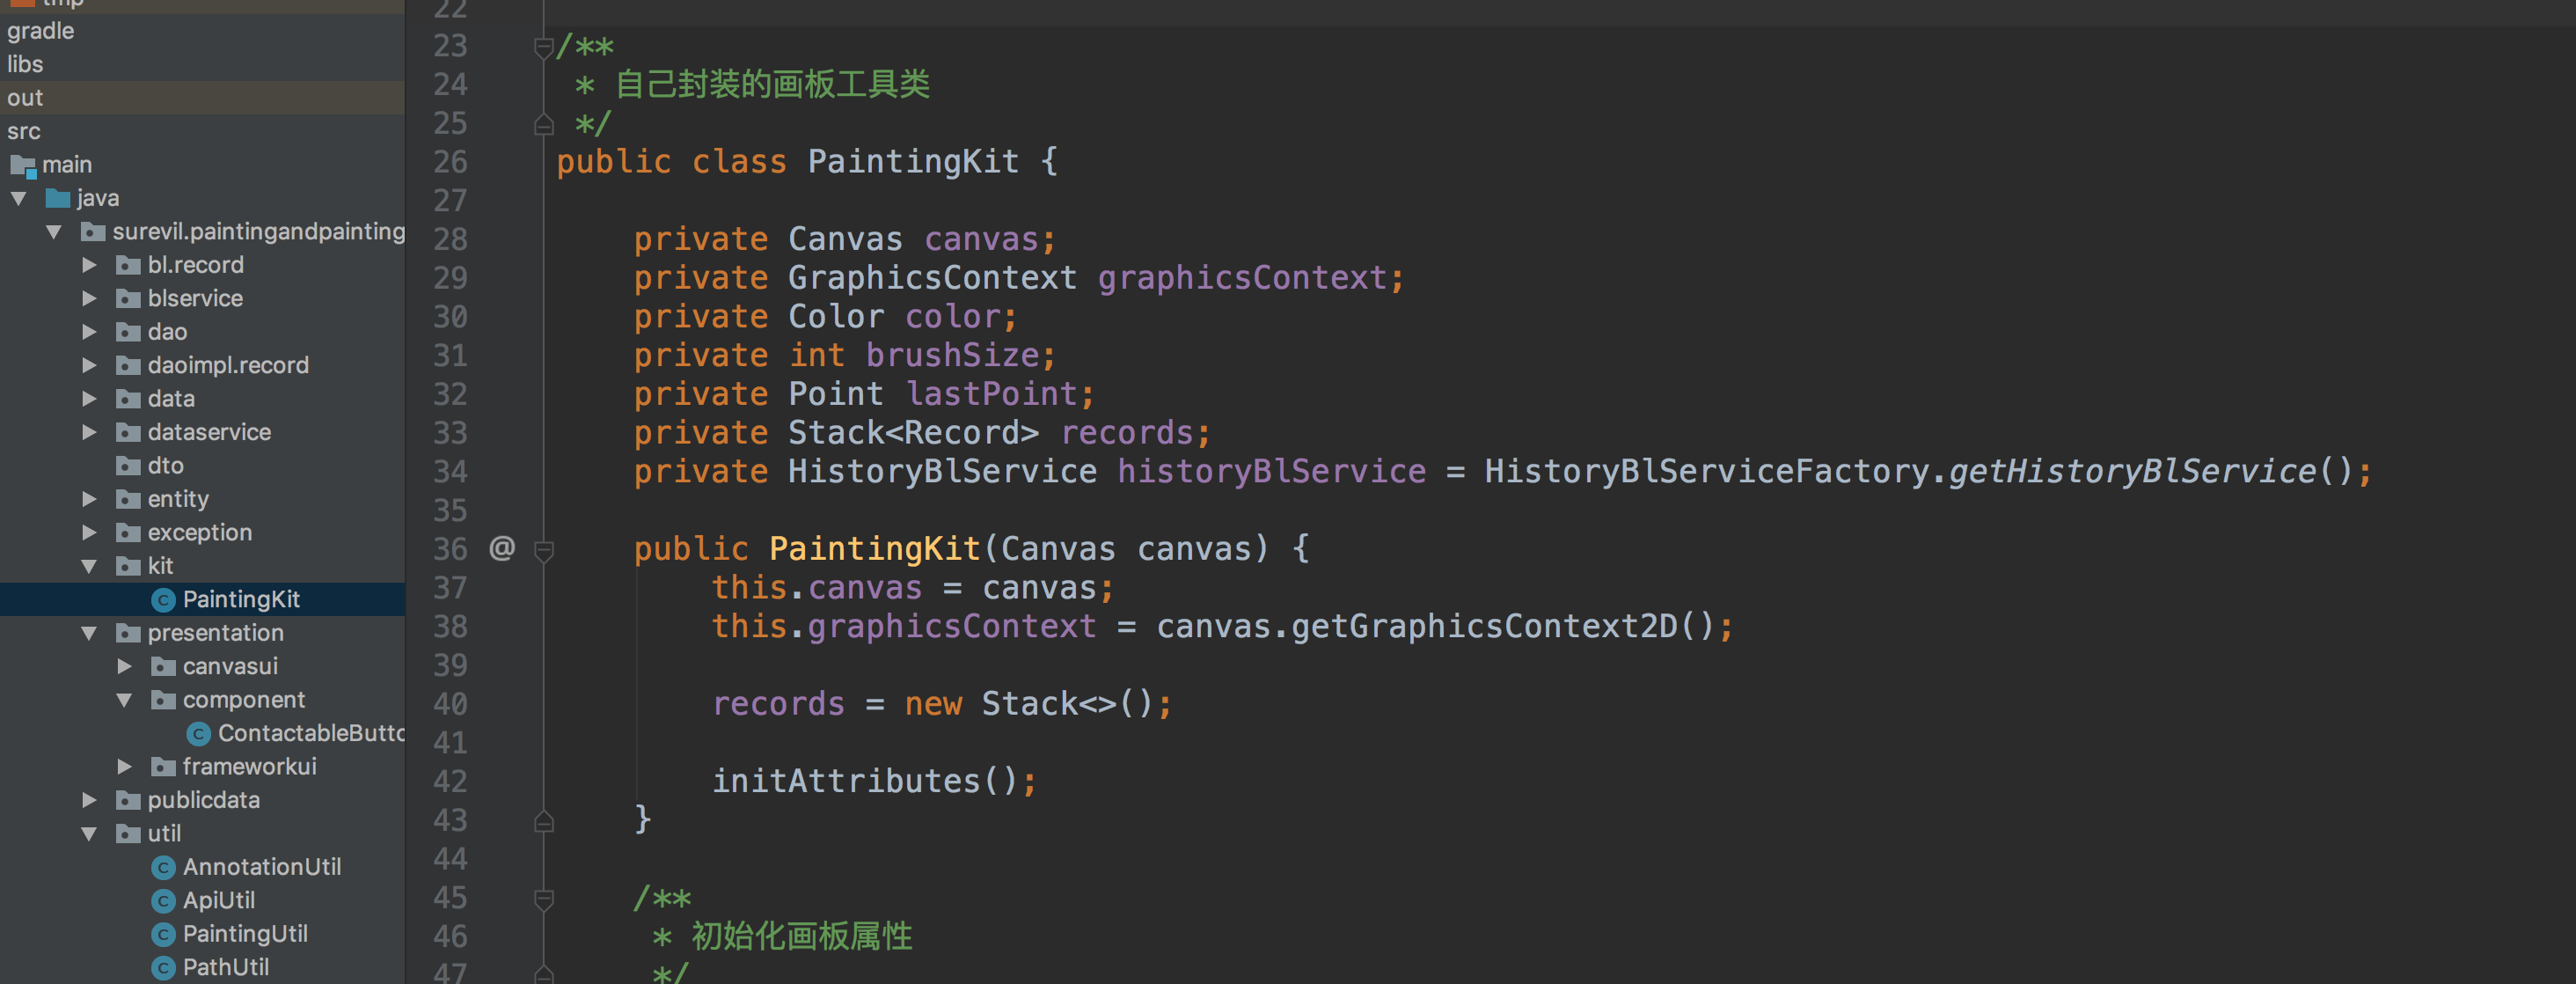 tmp
gradle
libs
out
src
main
java
surevil.paintingandpainting
bl.record
blservice
dao
daoimpl.record
data
dataservice
dto
entity
exception
kit
PaintingKit
presentation
canvasui
component
ContactableButto
frameworkui
publicdata
util
AnnotationUtil
ApiUtil
PaintingUtil
PathUtil
22
23 /**
24 * 自己封装的画板工具类
25 */
26 public class PaintingKit {
27
28 private Canvas canvas;
29 private GraphicsContext graphicsContext;
30 private Color color;
31 private int brushSize;
32 private Point lastPoint;
33 private Stack<Record> records;
34 private HistoryBlService historyBlService = HistoryBlServiceFactory.getHistoryBlService();
35
36 @ public PaintingKit(Canvas canvas) {
37 this.canvas = canvas;
38 this.graphicsContext = canvas.getGraphicsContext2D();
39
40 records = new Stack<>();
41
42 initAttributes();
43 }
44
45 /**
46 * 初始化画板属性
47 */